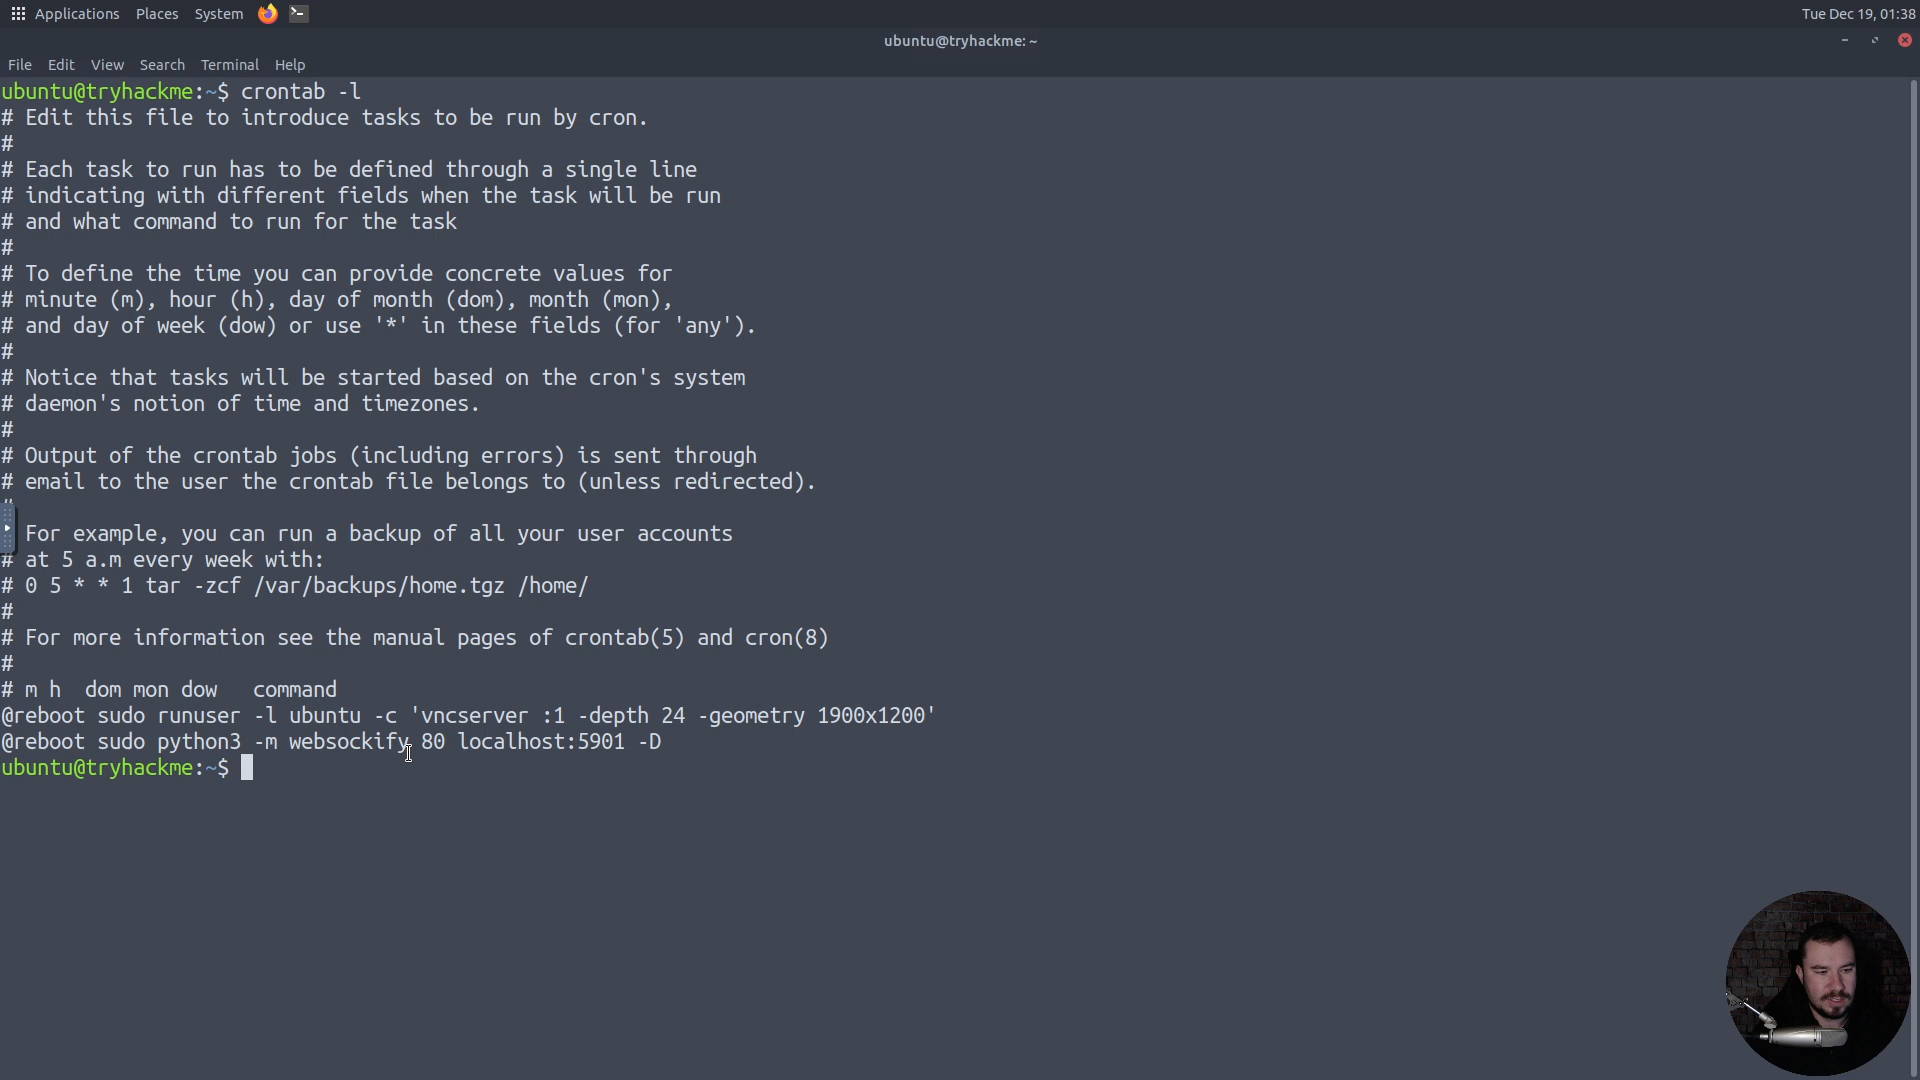 Applications Places System Tue Dec 19, 01:38
ubuntu@tryhackme: ~
File Edit View Search Terminal Help
ubuntu@tryhackme:~$ crontab -l
# Edit this file to introduce tasks to be run by cron.
#
# Each task to run has to be defined through a single line
# indicating with different fields when the task will be run
# and what command to run for the task
#
# To define the time you can provide concrete values for
# minute (m), hour (h), day of month (dom), month (mon),
# and day of week (dow) or use '*' in these fields (for 'any').
#
# Notice that tasks will be started based on the cron's system
# daemon's notion of time and timezones.
#
# Output of the crontab jobs (including errors) is sent through
# email to the user the crontab file belongs to (unless redirected).
#
For example, you can run a backup of all your user accounts
# at 5 a.m every week with:
# 0 5 * * 1 tar -zcf /var/backups/home.tgz /home/
#
# For more information see the manual pages of crontab(5) and cron(8)
#
# m h  dom mon dow   command
@reboot sudo runuser -l ubuntu -c 'vncserver :1 -depth 24 -geometry 1900x1200'
@reboot sudo python3 -m websockify 80 localhost:5901 -D
ubuntu@tryhackme:~$